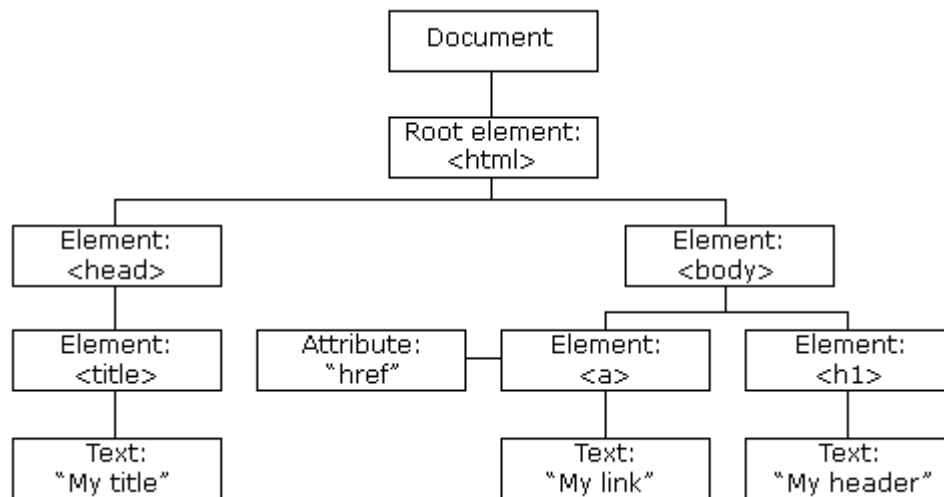 Document
Root element:
<html>
Element:
<head>
Element:
<body>
Element:
<title>
Attribute:
“href”
Element:
<a>
Element:
<h1>
Text:
“My title”
Text:
“My link”
Text:
“My header”